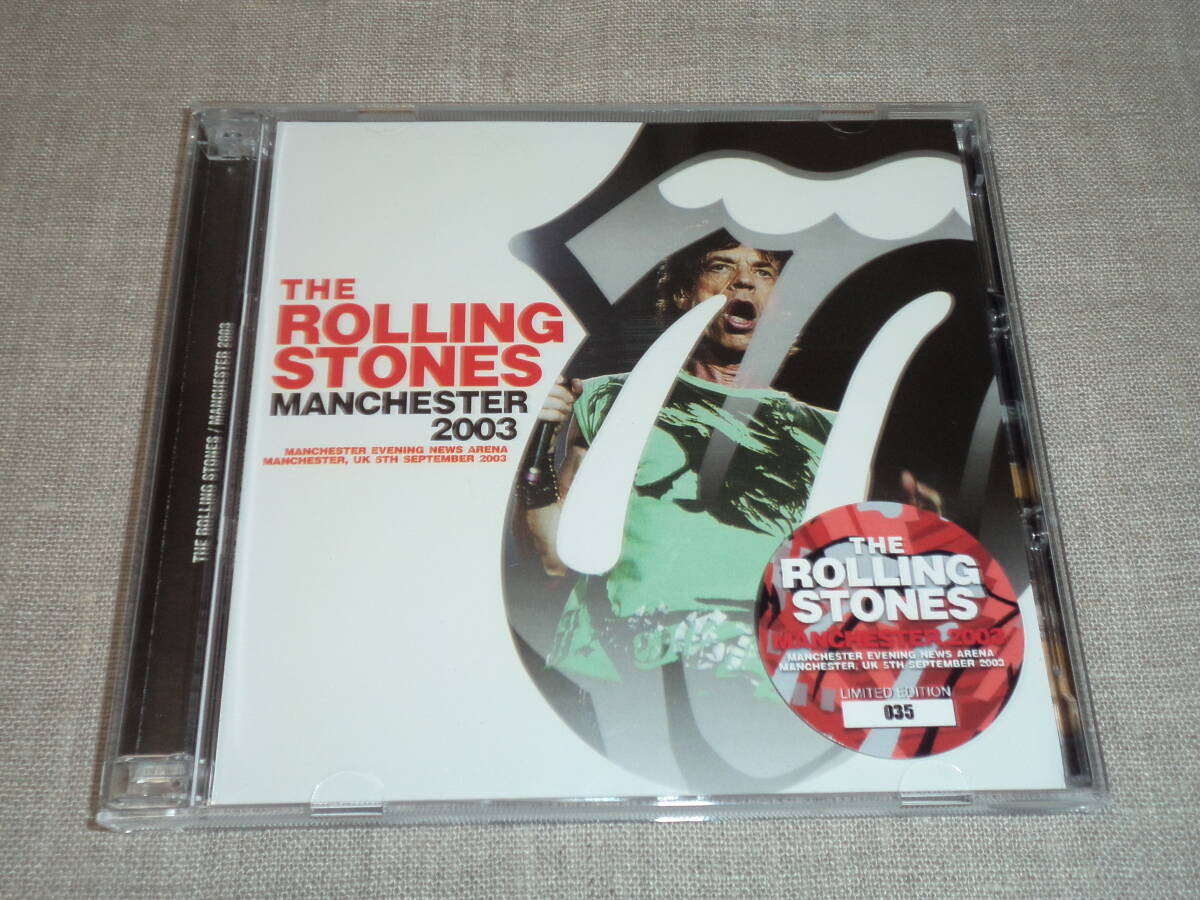 THE ROLLING STONES / MANCHESTER 2003
THE
ROLLING
STONES
MANCHESTER
2003
MANCHESTER EVENING NEWS ARENA
MANCHESTER, UK 5TH SEPTEMBER 2003
THE
ROLLING
STONES
MANCHESTER 2003
MANCHESTER EVENING NEWS ARENA
MANCHESTER, UK 5TH SEPTEMBER 2003
LIMITED EDITION
035